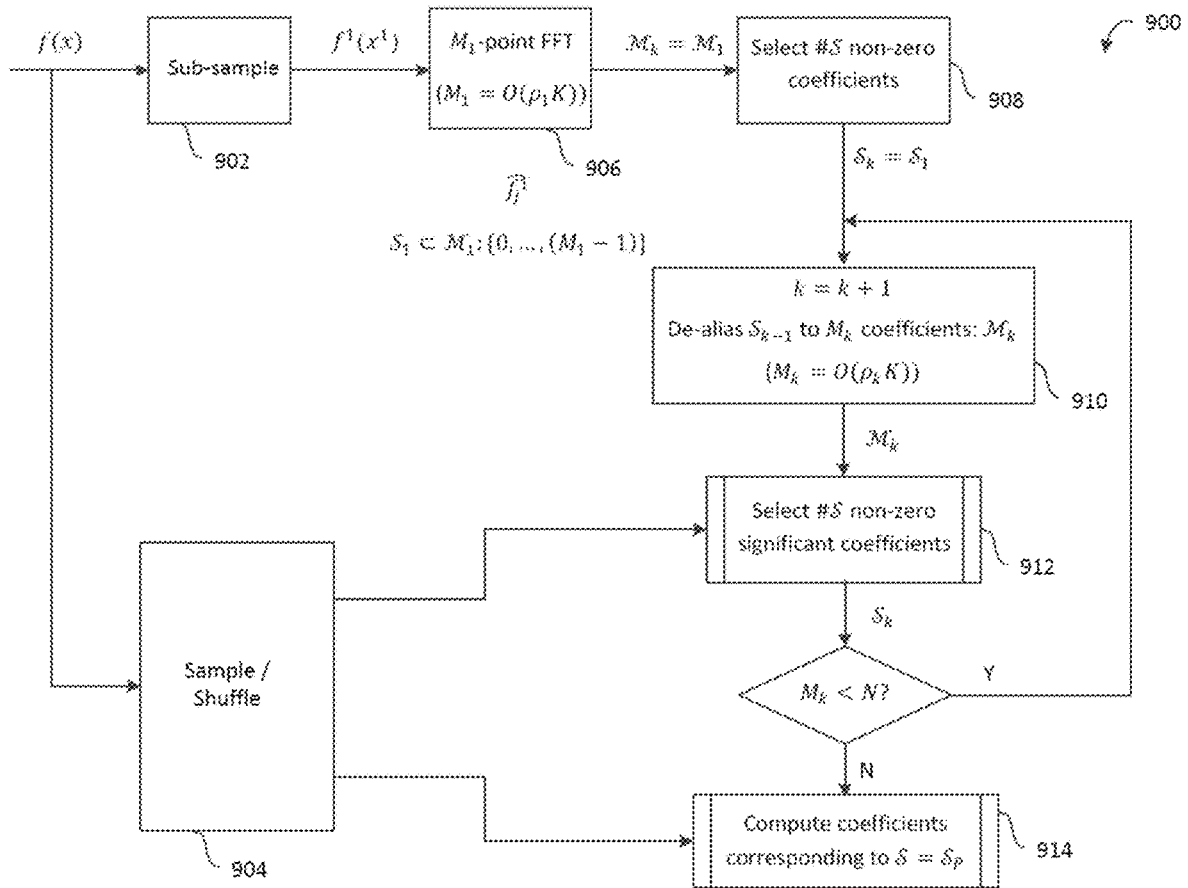 900
f(x)
Sub-sample
902
f¹(x¹)
M₁-point FFT
(M₁ = O(ρ₁K))
906
ℳₖ = ℳ₁
Select #𝒮 non-zero
coefficients
908
𝒮ₖ = 𝒮₁
S₁ ⊂ ℳ₁: {0, ..., (M₁ − 1)}
k = k + 1
De-alias Sₖ₋₁ to Mₖ coefficients: ℳₖ
(Mₖ = O(ρₖK))
910
ℳₖ
Select #𝒮 non-zero
significant coefficients
912
𝒮ₖ
Sample /
Shuffle
904
Mₖ < N?
Y
N
Compute coefficients
corresponding to 𝒮 = 𝒮_P
914